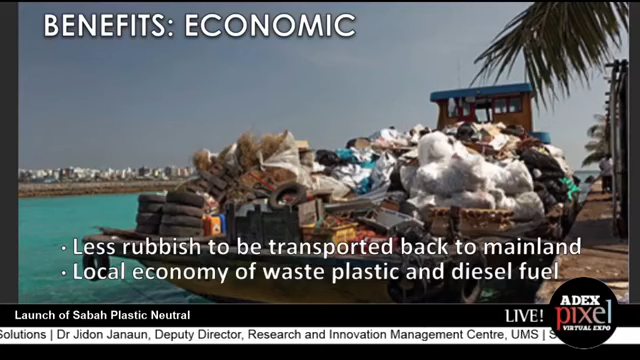 BENEFITS: ECONOMIC
· Less rubbish to be transported back to mainland
· Local economy of waste plastic and diesel fuel
Launch of Sabah Plastic Neutral
LIVE!
ADEX
pixel
VIRTUAL EXPO
Solutions | Dr Jidon Janaun, Deputy Director, Research and Innovation Management Centre, UMS |